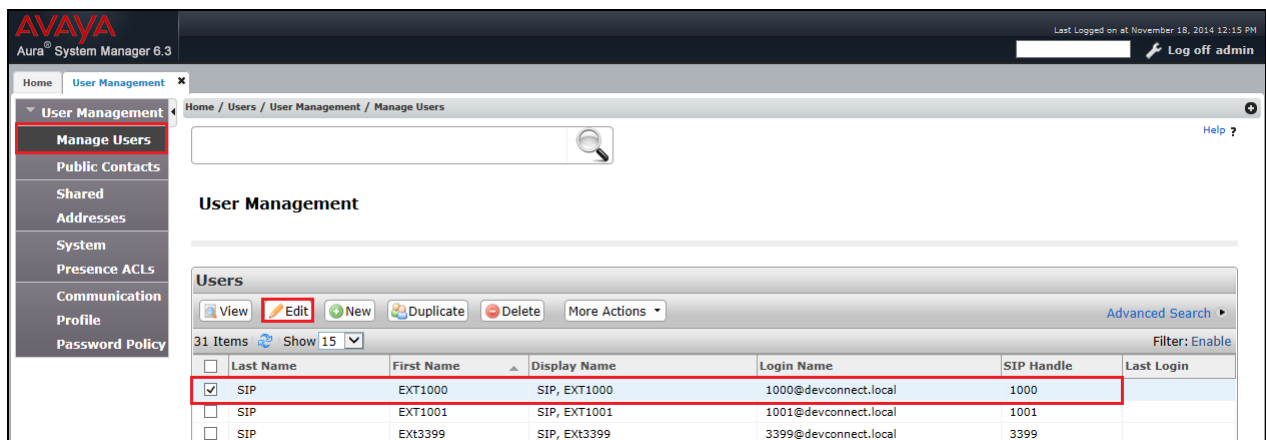 AVAYA
Aura® System Manager 6.3
Last Logged on at November 18, 2014 12:15 PM
Log off admin
Home
User Management ✖
User Management
Home / Users / User Management / Manage Users
Help ?
Manage Users
Public Contacts
Shared
Addresses
System
Presence ACLs
Communication
Profile
Password Policy
User Management
Users
View Edit New Duplicate Delete More Actions
Advanced Search
31 Items Show 15
Filter: Enable
Last Name First Name Display Name Login Name SIP Handle Last Login
SIP EXT1000 SIP, EXT1000 1000@devconnect.local 1000
SIP EXT1001 SIP, EXT1001 1001@devconnect.local 1001
SIP EXt3399 SIP, EXt3399 3399@devconnect.local 3399